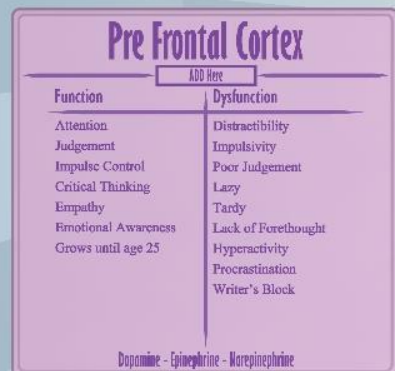 Pre Frontal Cortex
ADD Here
Function
Attention
Judgement
Impulse Control
Critical Thinking
Empathy
Emotional Awareness
Grows until age 25
Dysfunction
Distractibility
Impulsivity
Poor Judgement
Lazy
Tardy
Lack of Forethought
Hyperactivity
Procrastination
Writer's Block
Dopamine - Epinephrine - Norepinephrine